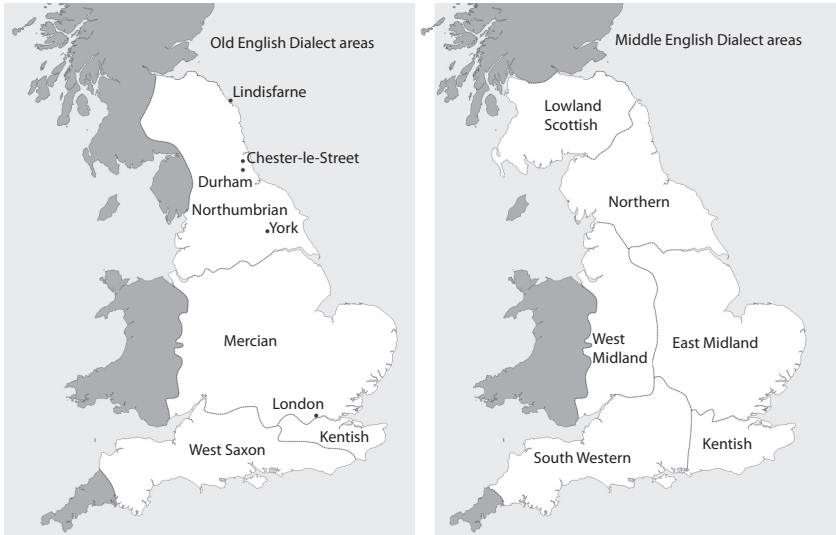 Old English Dialect areas
Lindisfarne
Chester-le-Street
Durham
Northumbrian
York
Mercian
London
Kentish
West Saxon
Middle English Dialect areas
Lowland
Scottish
Northern
West
Midland
East Midland
South Western
Kentish